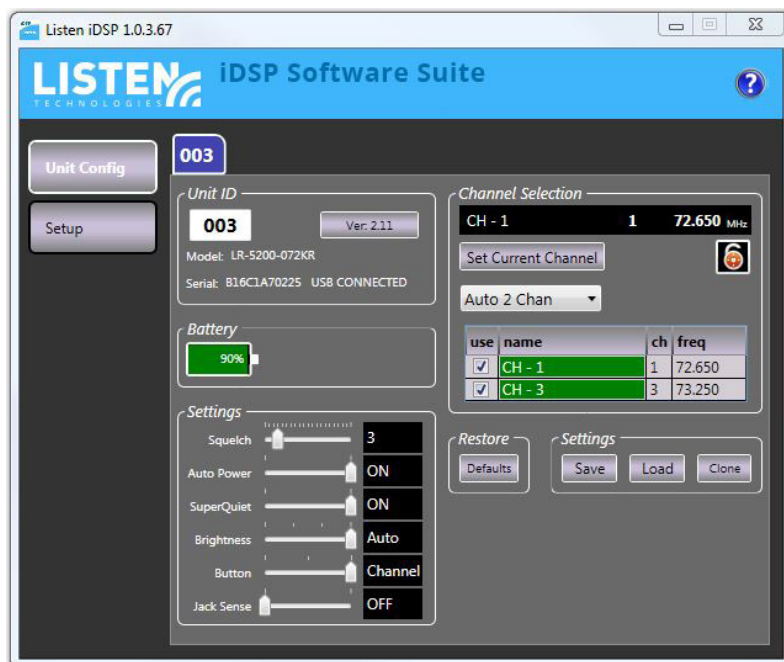 Listen iDSP 1.0.3.67
LISTEN
TECHNOLOGIES
iDSP Software Suite
?
Unit Config
Setup
003
Unit ID
003
Ver: 2.11
Model: LR-5200-072KR
Serial: B16C1A70225 USB CONNECTED
Battery
90%
Settings
Squelch 3
Auto Power ON
SuperQuiet ON
Brightness Auto
Button Channel
Jack Sense OFF
Channel Selection
CH - 1 1 72.650 MHz
Set Current Channel
Auto 2 Chan
use name ch freq
CH - 1 1 72.650
CH - 3 3 73.250
Restore
Defaults
Settings
Save Load Clone